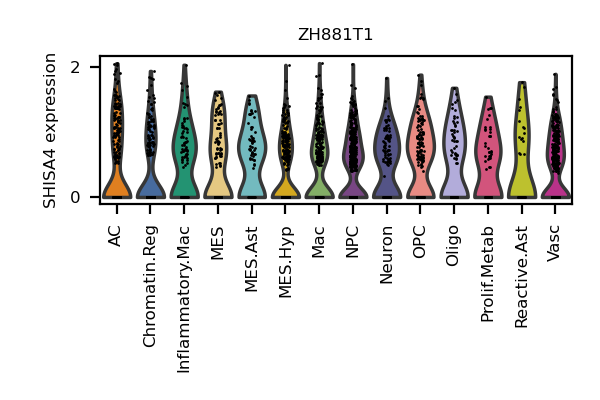 ZH881T1
SHISA4 expression
2
0
AC
Chromatin.Reg
Inflammatory.Mac
MES
MES.Ast
MES.Hyp
Mac
NPC
Neuron
OPC
Oligo
Prolif.Metab
Reactive.Ast
Vasc